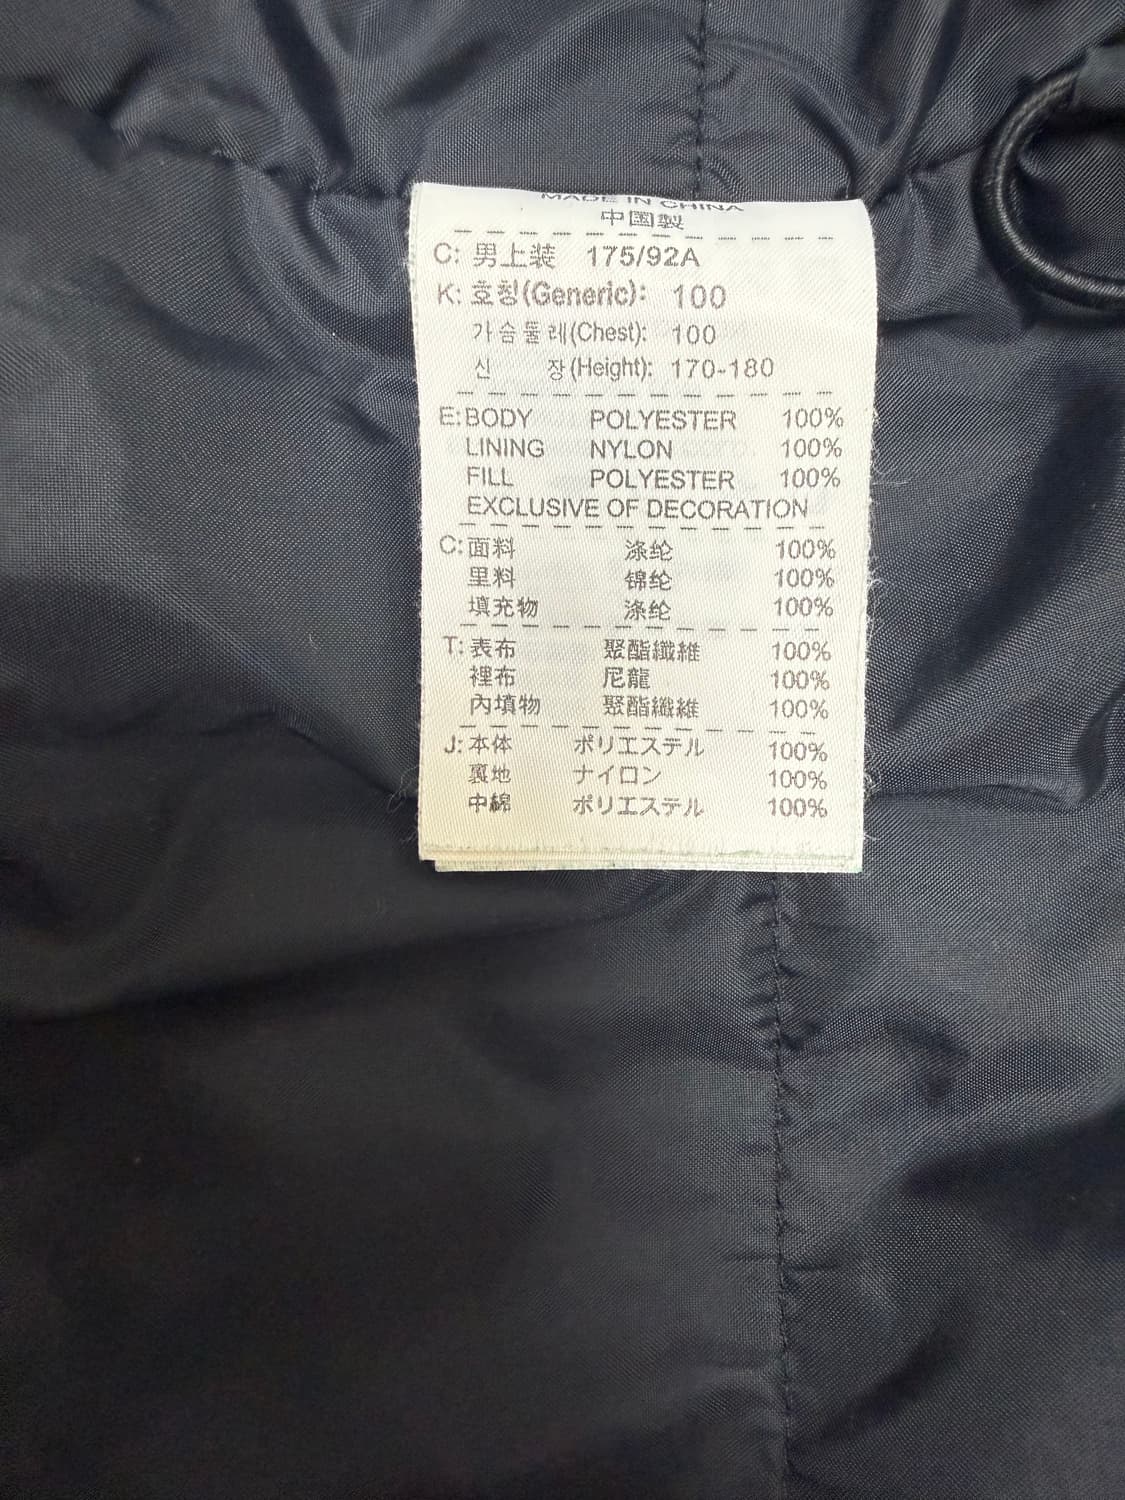 MADE IN CHINA
中国製
C: 男上装 175/92A
K: 호칭(Generic): 100
가슴둘레(Chest): 100
신 장(Height): 170-180
E:BODY POLYESTER 100%
LINING NYLON 100%
FILL POLYESTER 100%
EXCLUSIVE OF DECORATION
C:面料 涤纶 100%
里料 锦纶 100%
填充物 涤纶 100%
T:表布 聚酯纖維 100%
裡布 尼龍 100%
內填物 聚酯纖維 100%
J:本体 ポリエステル 100%
裏地 ナイロン 100%
中綿 ポリエステル 100%